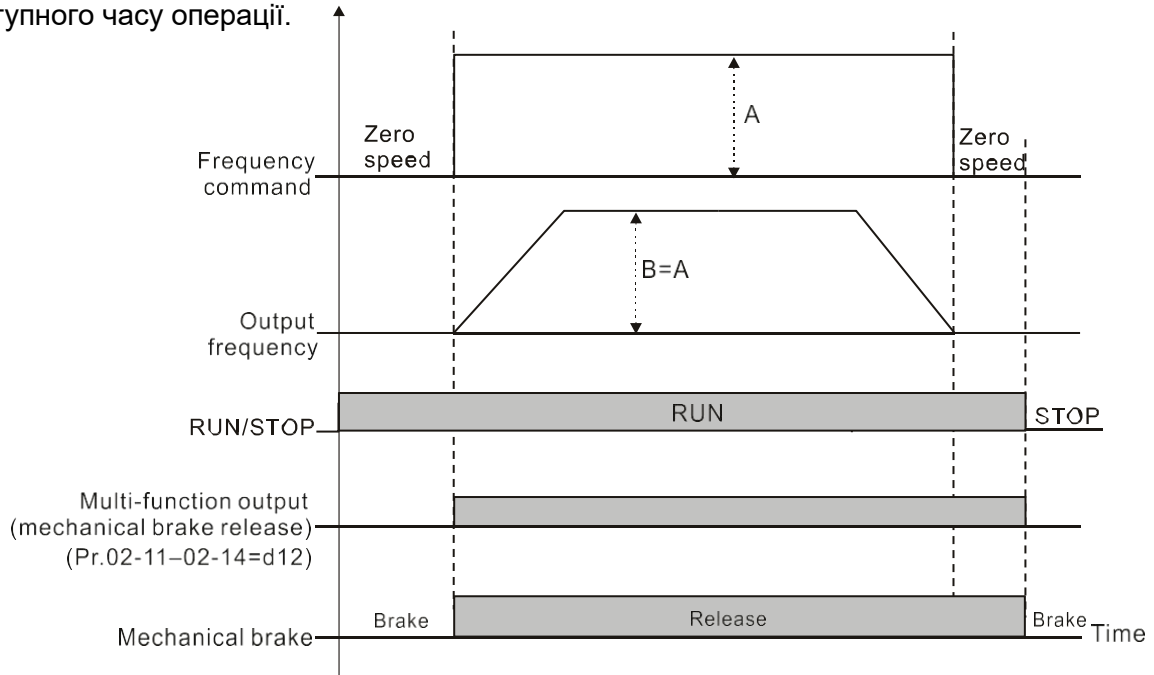 тупного часу операції.
A
Zero
speed
Zero
speed
Frequency
command
B=A
Output
frequency
RUN
RUN/STOP
STOP
Multi-function output
(mechanical brake release)
(Pr.02-11–02-14=d12)
Brake
Release
Brake
Mechanical brake
Time